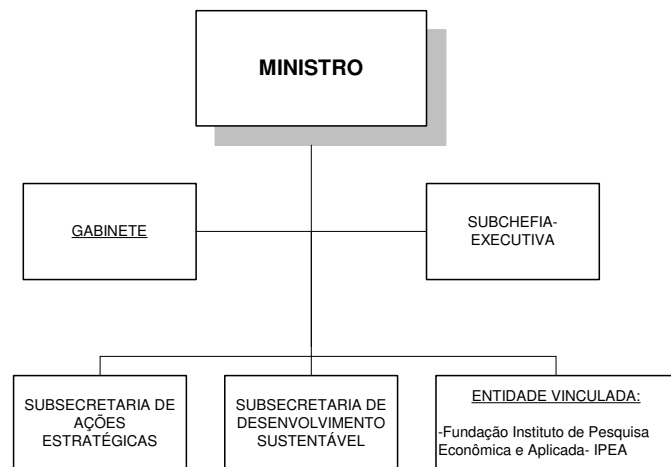 MINISTRO
GABINETE
SUBCHEFIA-
EXECUTIVA
SUBSECRETARIA DE
AÇÕES
ESTRATÉGICAS
SUBSECRETARIA DE
DESENVOLVIMENTO
SUSTENTÁVEL
ENTIDADE VINCULADA:
-Fundação Instituto de Pesquisa
Econômica e Aplicada- IPEA